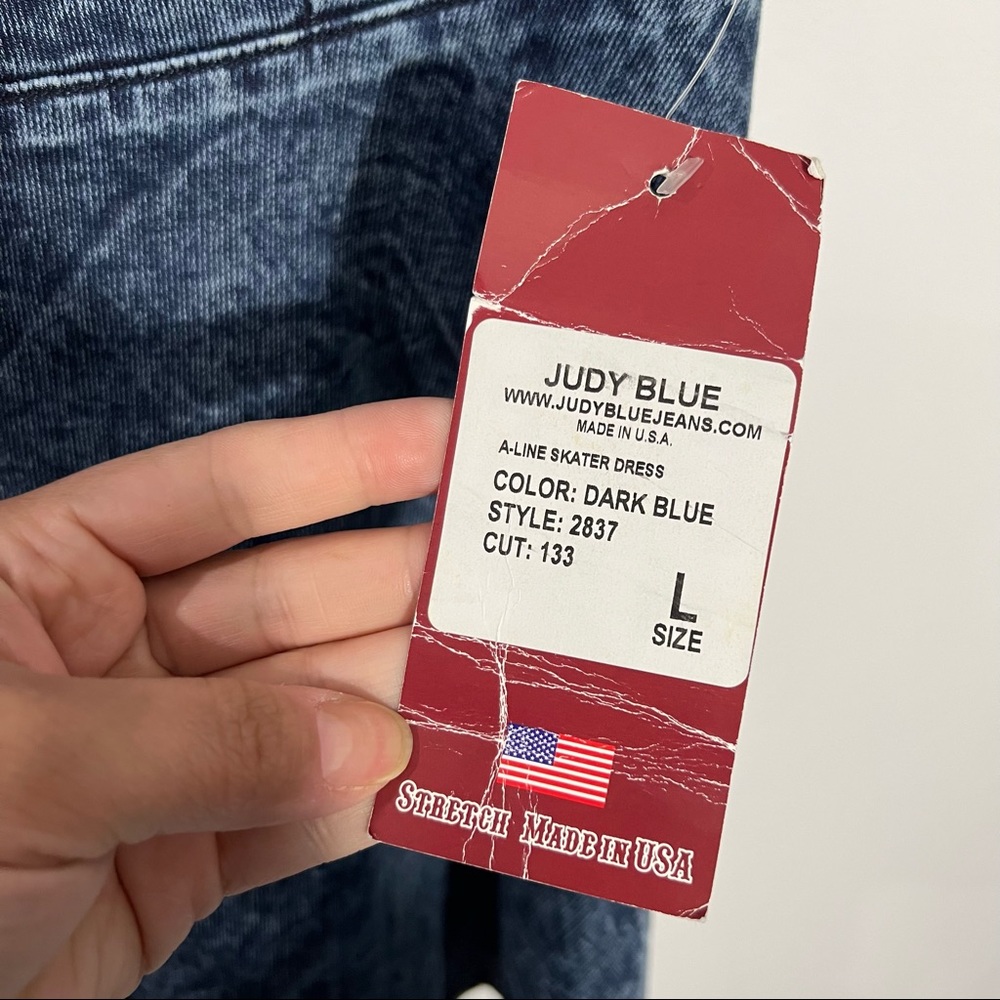 JUDY BLUE
WWW.JUDYBLUEJEANS.COM
MADE IN U.S.A.
A-LINE SKATER DRESS
COLOR: DARK BLUE
STYLE: 2837
CUT: 133
L
SIZE
STRETCH MADE IN USA